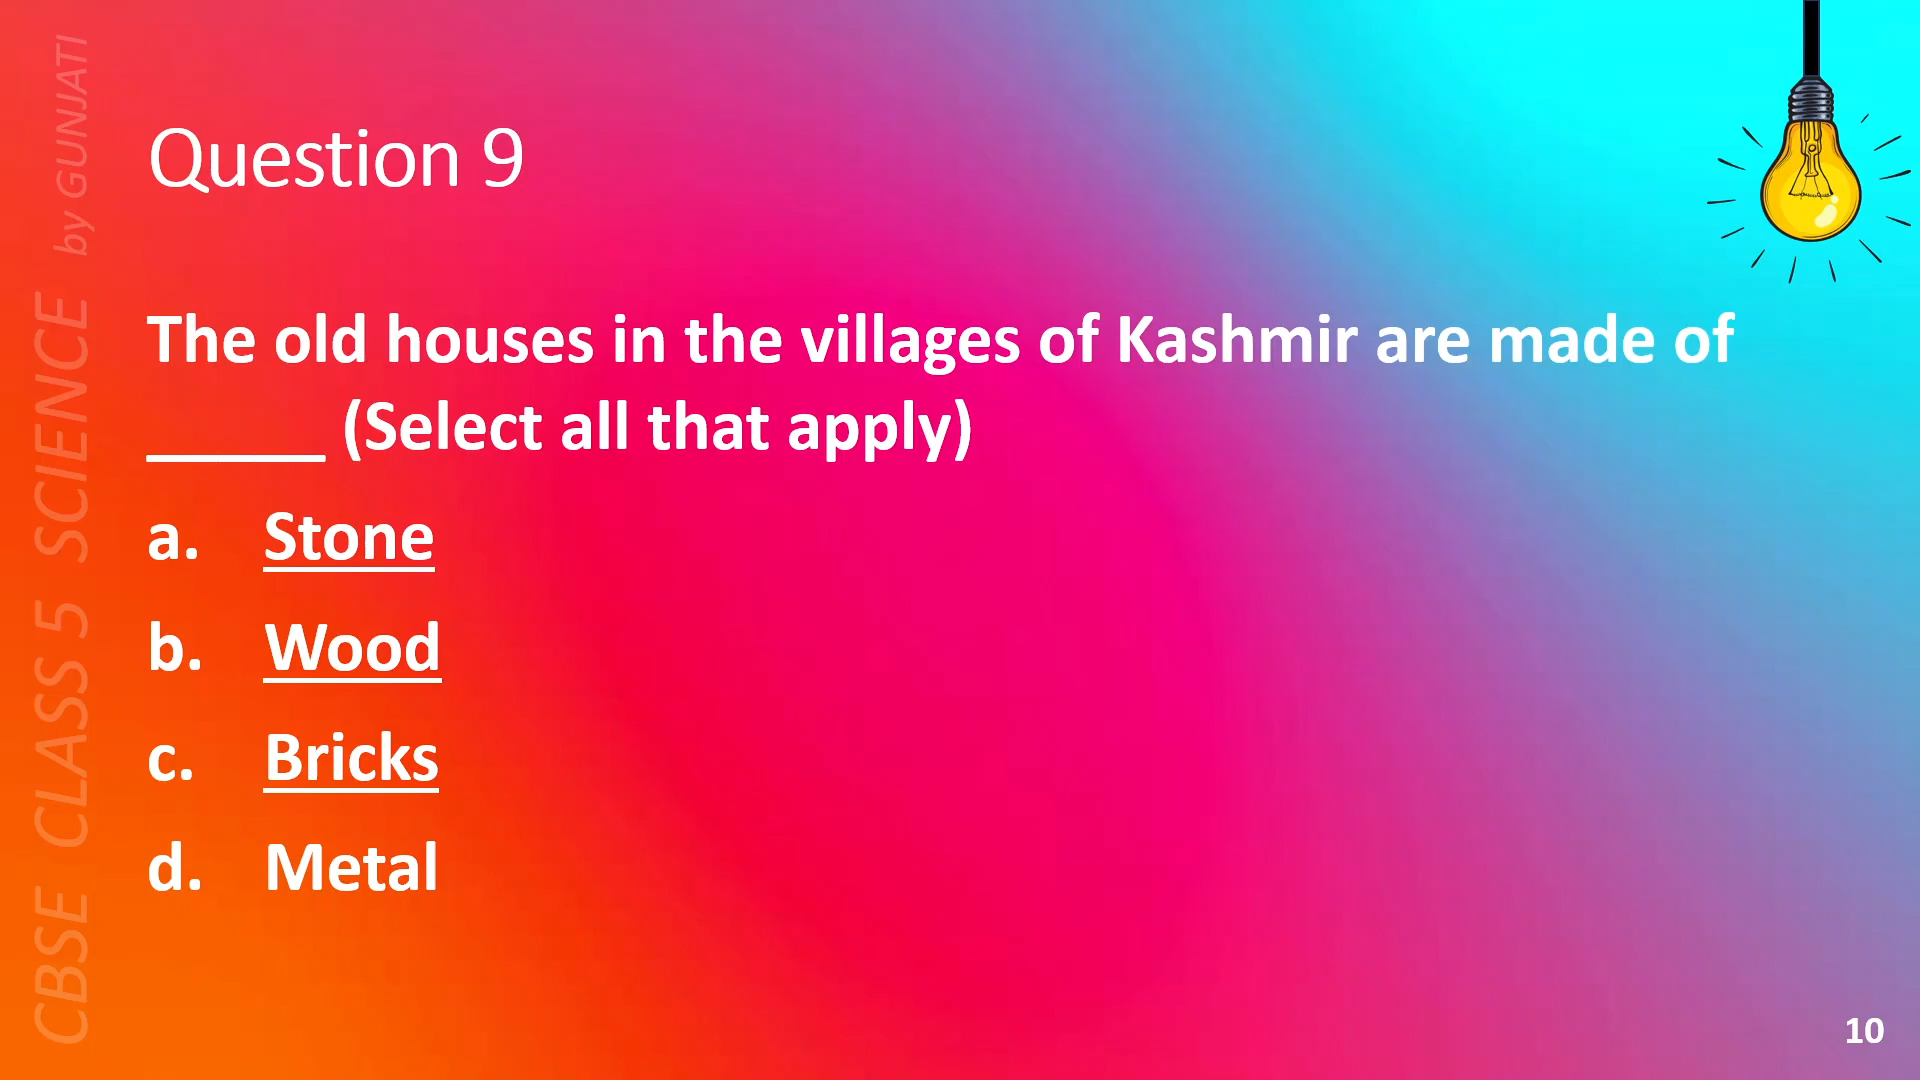 Question 9
The old houses in the villages of Kashmir are made of
______ (Select all that apply)
a. Stone
b. Wood
c. Bricks
d. Metal
CBSE CLASS 5 SCIENCE by GUNJATI
10